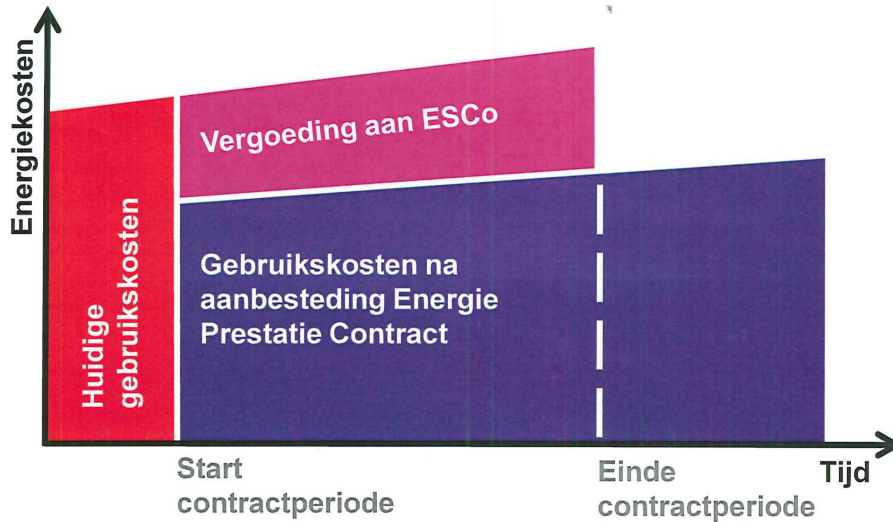 Energiekosten
Huidige
gebruikskosten
Vergoeding aan ESCo
Gebruikskosten na
aanbesteding Energie
Prestatie Contract
Start
contractperiode
Einde
contractperiode
Tijd